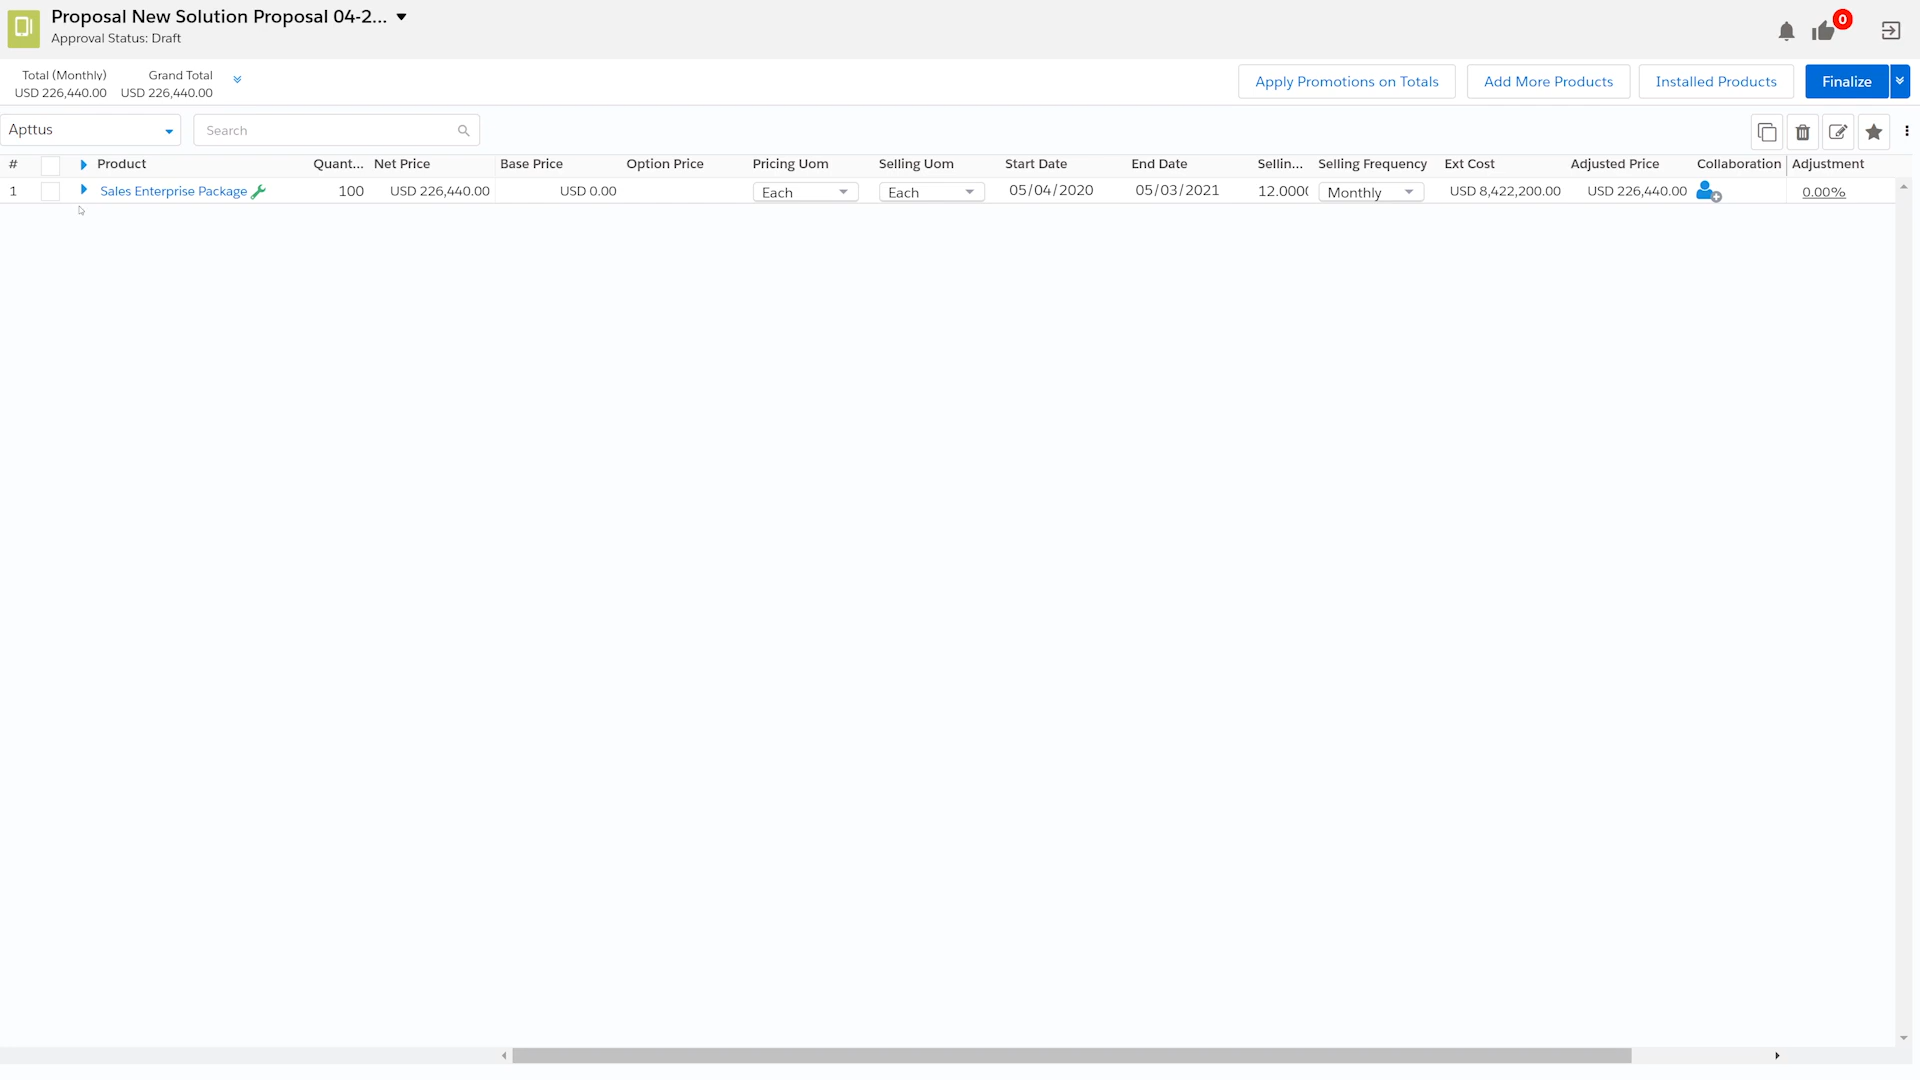 Proposal New Solution Proposal 04-2...
Approval Status: Draft
0
Total (Monthly) Grand Total
USD 226,440.00 USD 226,440.00
Apply Promotions on Totals Add More Products Installed Products Finalize
Apttus Search
# Product Quant... Net Price Base Price Option Price Pricing Uom Selling Uom Start Date End Date Sellin... Selling Frequency Ext Cost Adjusted Price Collaboration Adjustment
1 Sales Enterprise Package 100 USD 226,440.00 USD 0.00 Each Each 05/04/2020 05/03/2021 12.000 Monthly USD 8,422,200.00 USD 226,440.00 0.00%